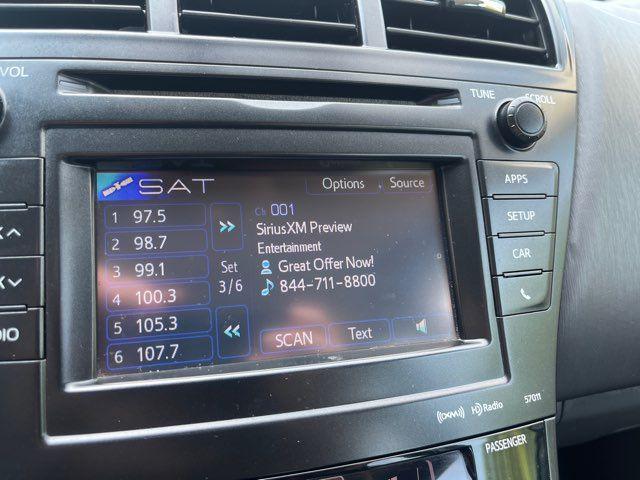 VOL
TUNE
SCROLL
SAT
Options
Source
APPS
1 97.5
Ch 001
2 98.7
SiriusXM Preview
SETUP
Entertainment
3 99.1
Set
Great Offer Now!
CAR
4 100.3
3/6
844-711-8800
5 105.3
SCAN
Text
6 107.7
((XM))
HD Radio
57011
PASSENGER